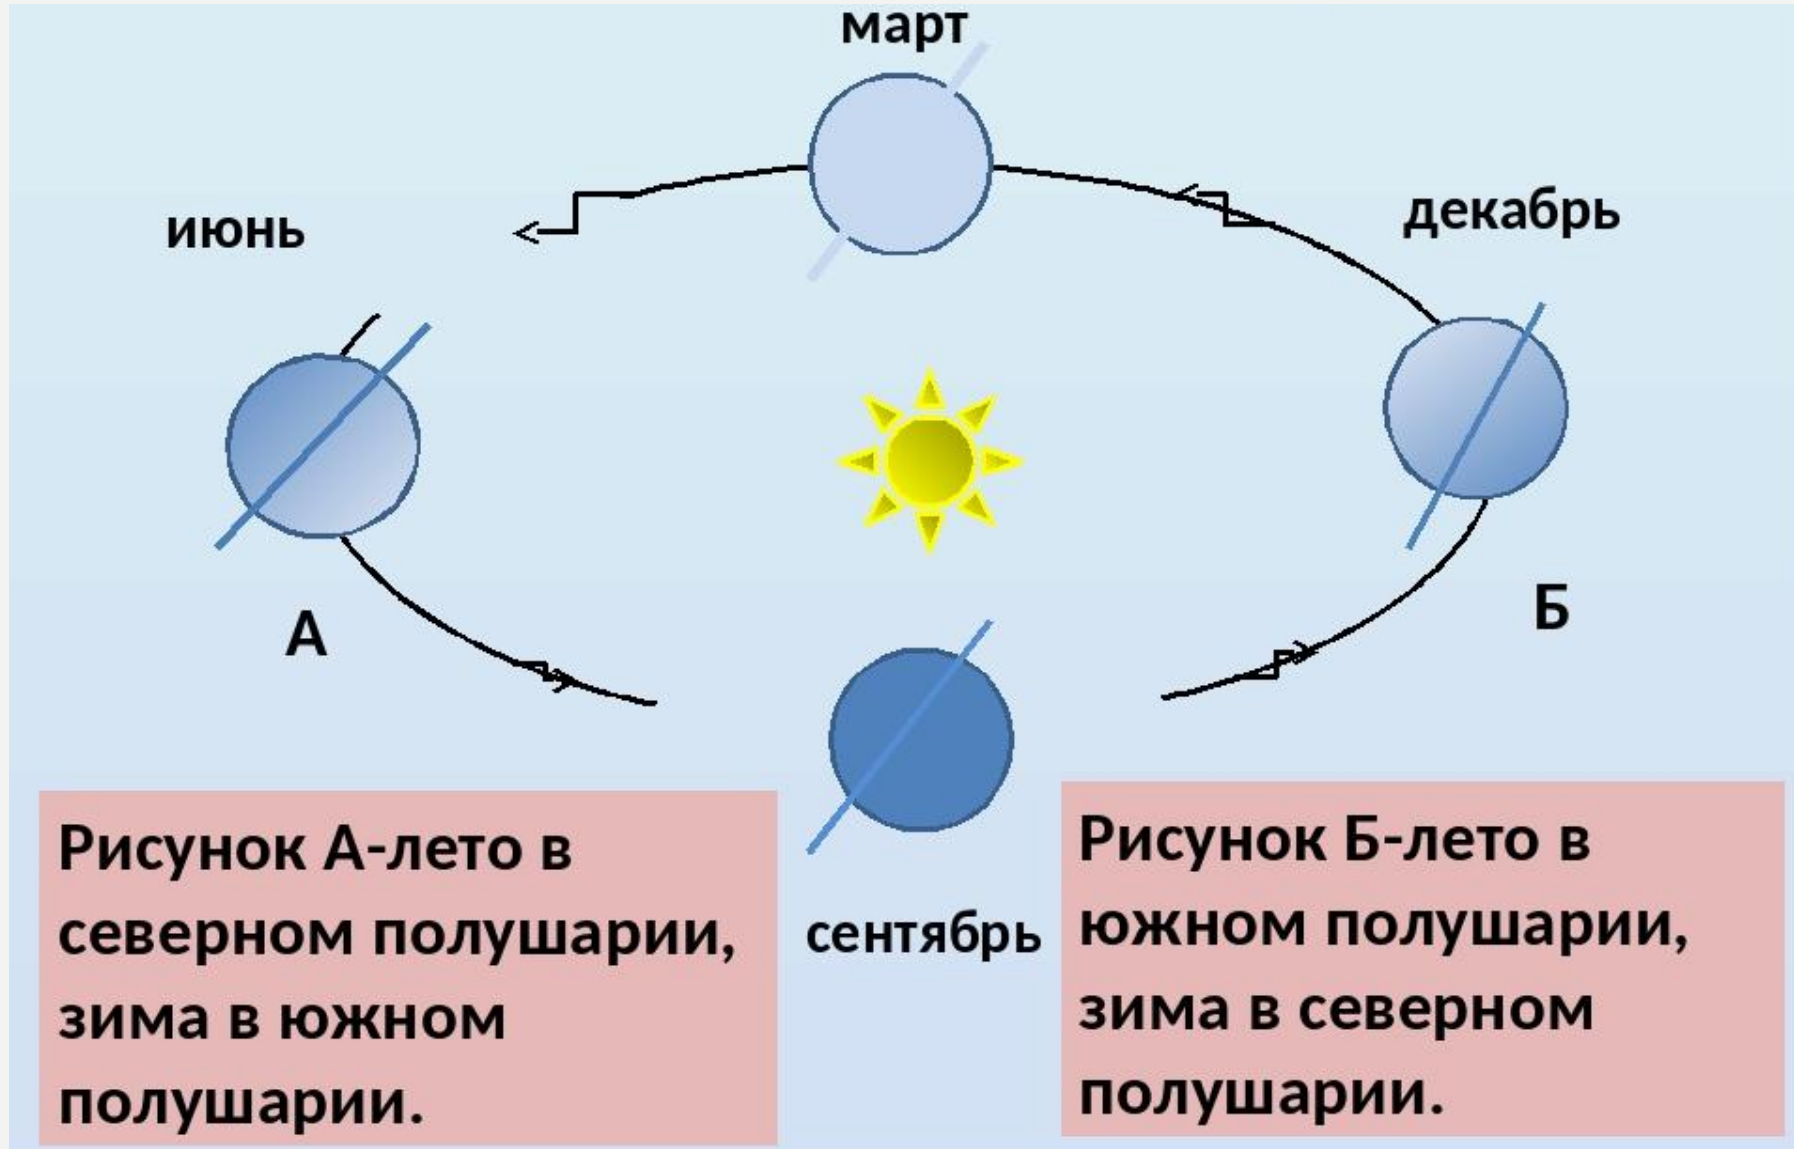 март
июнь
декабрь
А
Б
Рисунок А-лето в
северном полушарии,
зима в южном
полушарии.
сентябрь
Рисунок Б-лето в
южном полушарии,
зима в северном
полушарии.